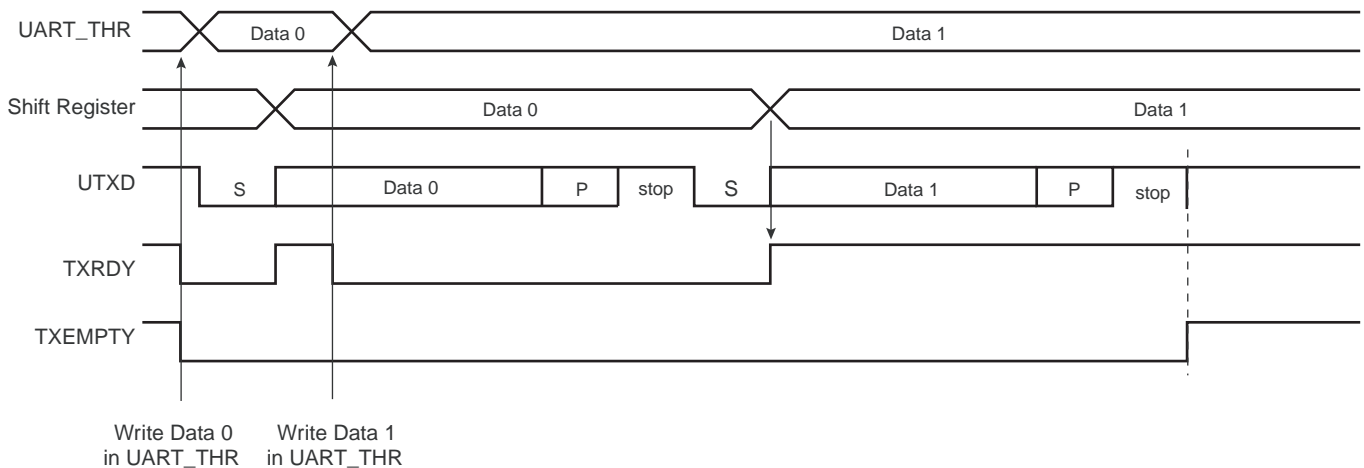 UART_THR
Data 0
Data 1
Shift Register
Data 0
Data 1
UTXD
S
Data 0
P
stop
S
Data 1
P
stop
TXRDY
TXEMPTY
Write Data 0
in UART_THR
Write Data 1
in UART_THR